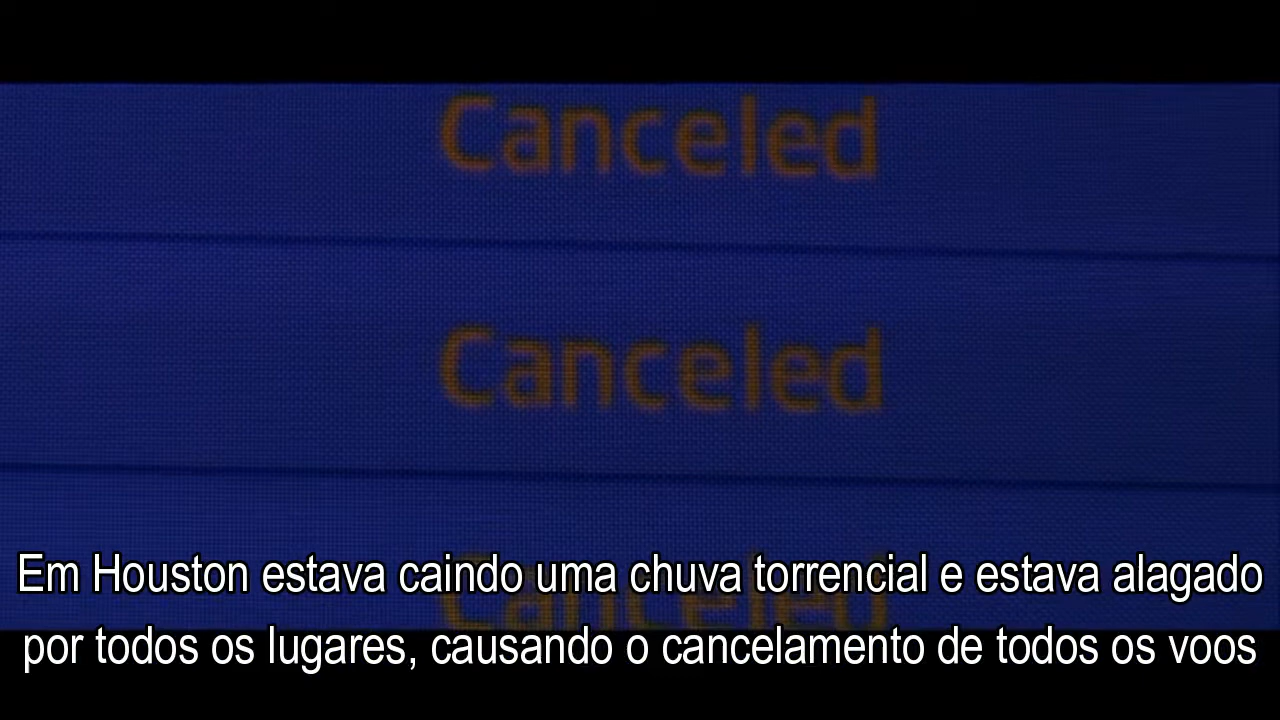 Canceled
Canceled
Canceled
Em Houston estava caindo uma chuva torrencial e estava alagado
por todos os lugares, causando o cancelamento de todos os voos